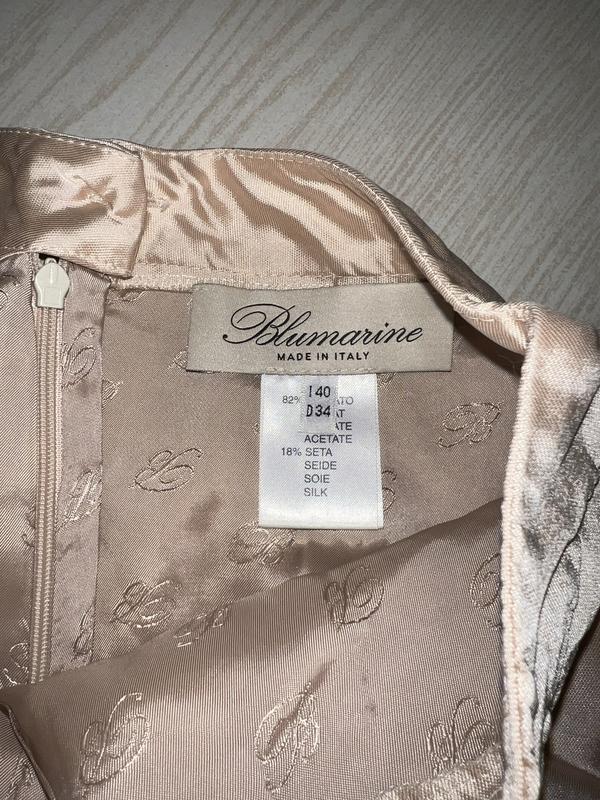 Blumarine
MADE IN ITALY
I 40
D34
82%
ACETATE
18% SETA
SEIDE
SOIE
SILK